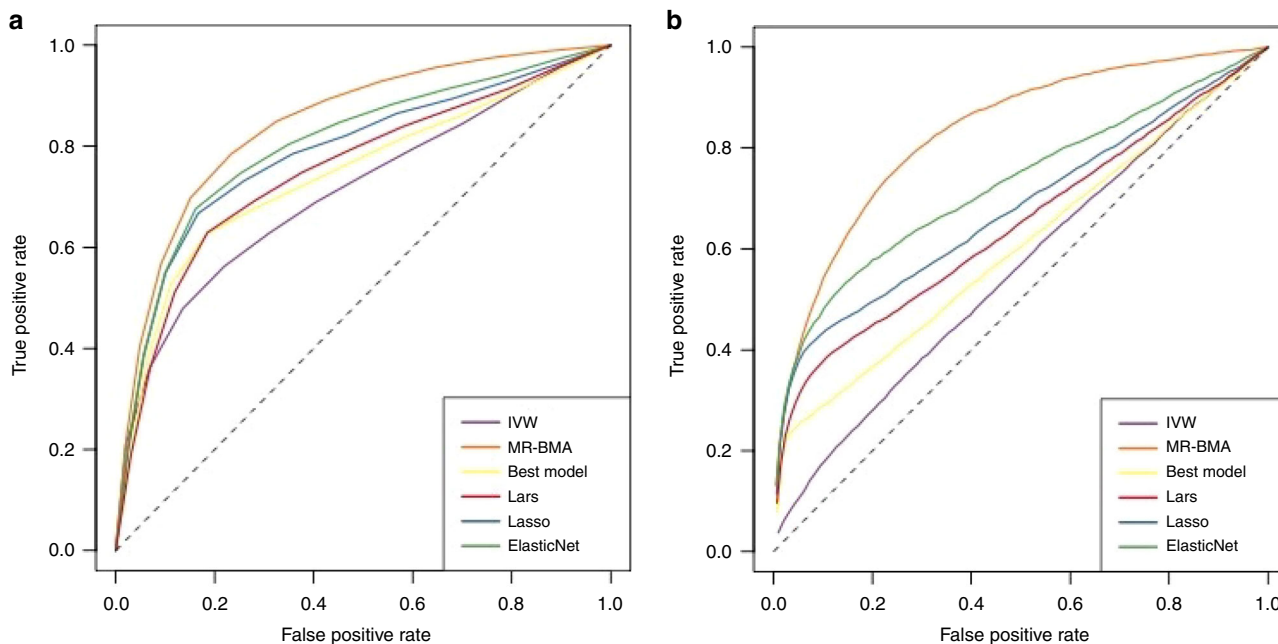 a
1.0
0.8
0.6
0.4
0.2
0.0
True positive rate
0.0 0.2 0.4 0.6 0.8 1.0
False positive rate
IVW
MR-BMA
Best model
Lars
Lasso
ElasticNet
b
1.0
0.8
0.6
0.4
0.2
0.0
True positive rate
0.0 0.2 0.4 0.6 0.8 1.0
False positive rate
IVW
MR-BMA
Best model
Lars
Lasso
ElasticNet